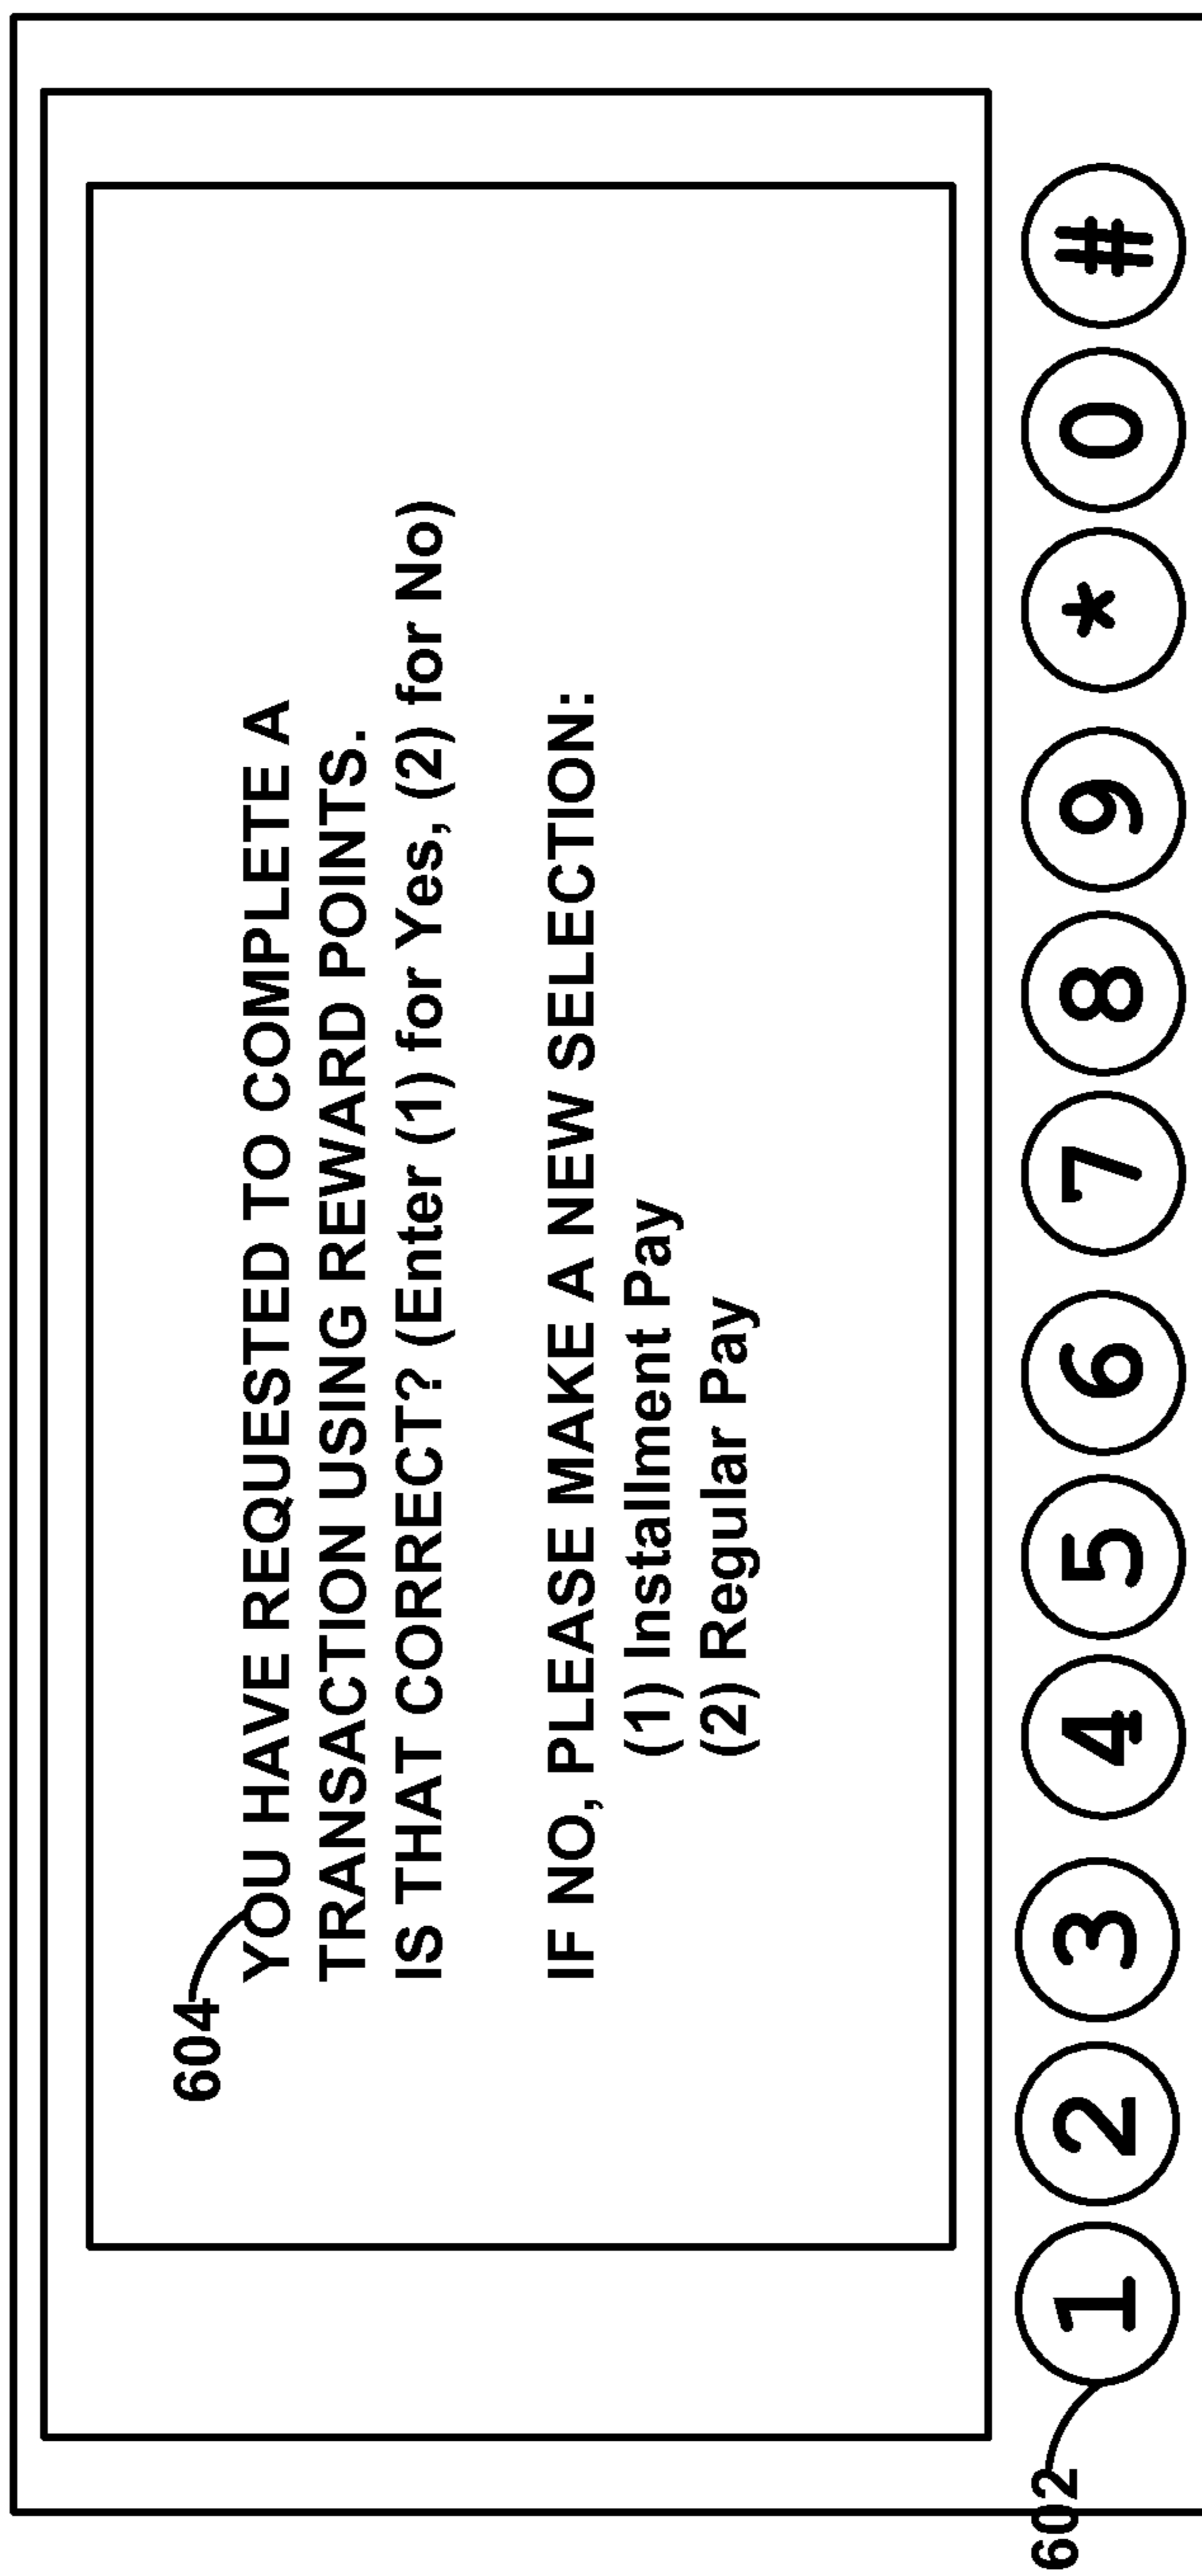 604
YOU HAVE REQUESTED TO COMPLETE A
TRANSACTION USING REWARD POINTS.
IS THAT CORRECT? (Enter (1) for Yes, (2) for No)
IF NO, PLEASE MAKE A NEW SELECTION:
(1) Installment Pay
(2) Regular Pay
602
1 2 3 4 5 6 7 8 9 * 0 #